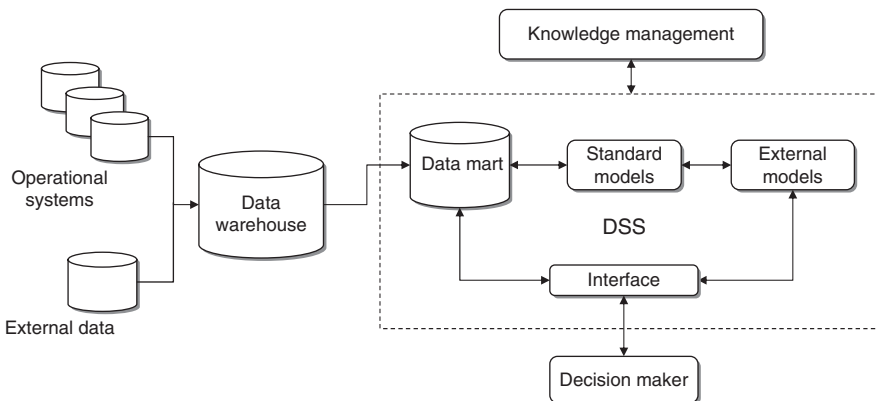 Knowledge management
Operational
systems
Data
warehouse
External data
Data mart
Standard
models
External
models
DSS
Interface
Decision maker